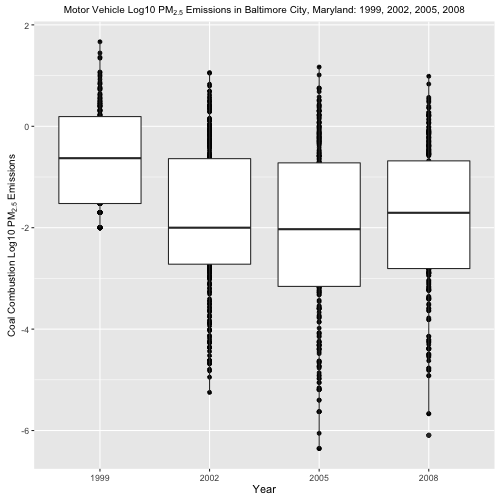 Motor Vehicle Log10 PM2.5 Emissions in Baltimore City, Maryland: 1999, 2002, 2005, 2008
Coal Combustion Log10 PM2.5 Emissions
2
0
-2
-4
-6
1999 2002 2005 2008
Year